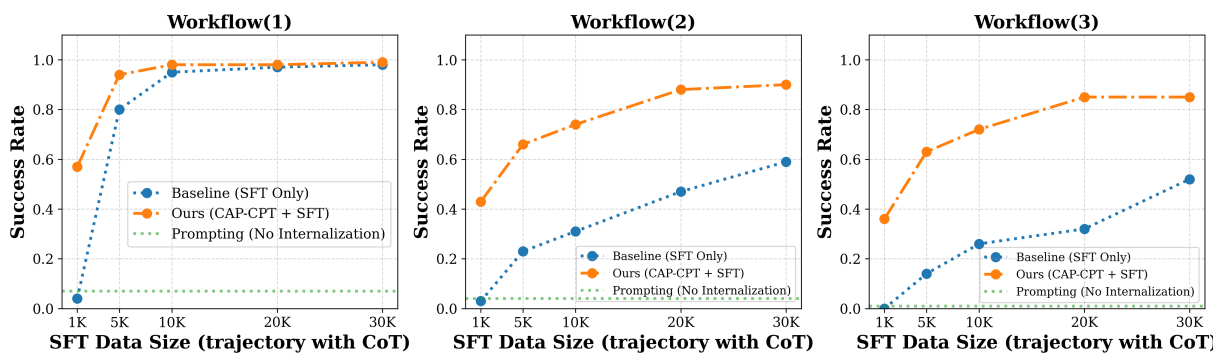 Workflow(1)
Success Rate
1.0
0.8
0.6
0.4
0.2
0.0
Baseline (SFT Only)
Ours (CAP-CPT + SFT)
Prompting (No Internalization)
1K
5K
10K
20K
30K
SFT Data Size (trajectory with CoT)
Workflow(2)
Success Rate
1.0
0.8
0.6
0.4
0.2
0.0
Baseline (SFT Only)
Ours (CAP-CPT + SFT)
Prompting (No Internalization)
1K
5K
10K
20K
30K
SFT Data Size (trajectory with CoT)
Workflow(3)
Success Rate
1.0
0.8
0.6
0.4
0.2
0.0
Baseline (SFT Only)
Ours (CAP-CPT + SFT)
Prompting (No Internalization)
1K
5K
10K
20K
30K
SFT Data Size (trajectory with CoT)